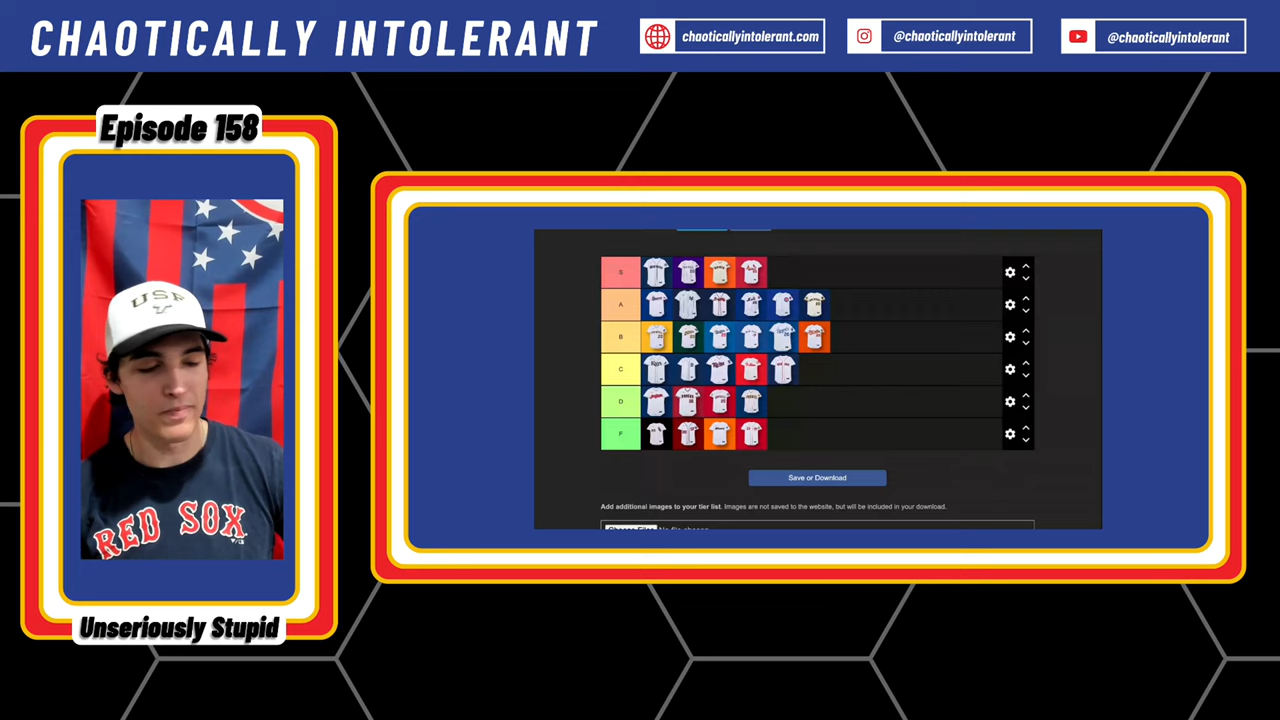 CHAOTICALLY INTOLERANT
chaoticallyintolerant.com
@chaoticallyintolerant
@chaoticallyintolerant
Episode 158
USF
RED SOX
Unseriously Stupid
S
A
B
C
D
F
Save or Download
Add additional images to your tier list. Images are not saved to the website, but will be included in your download.